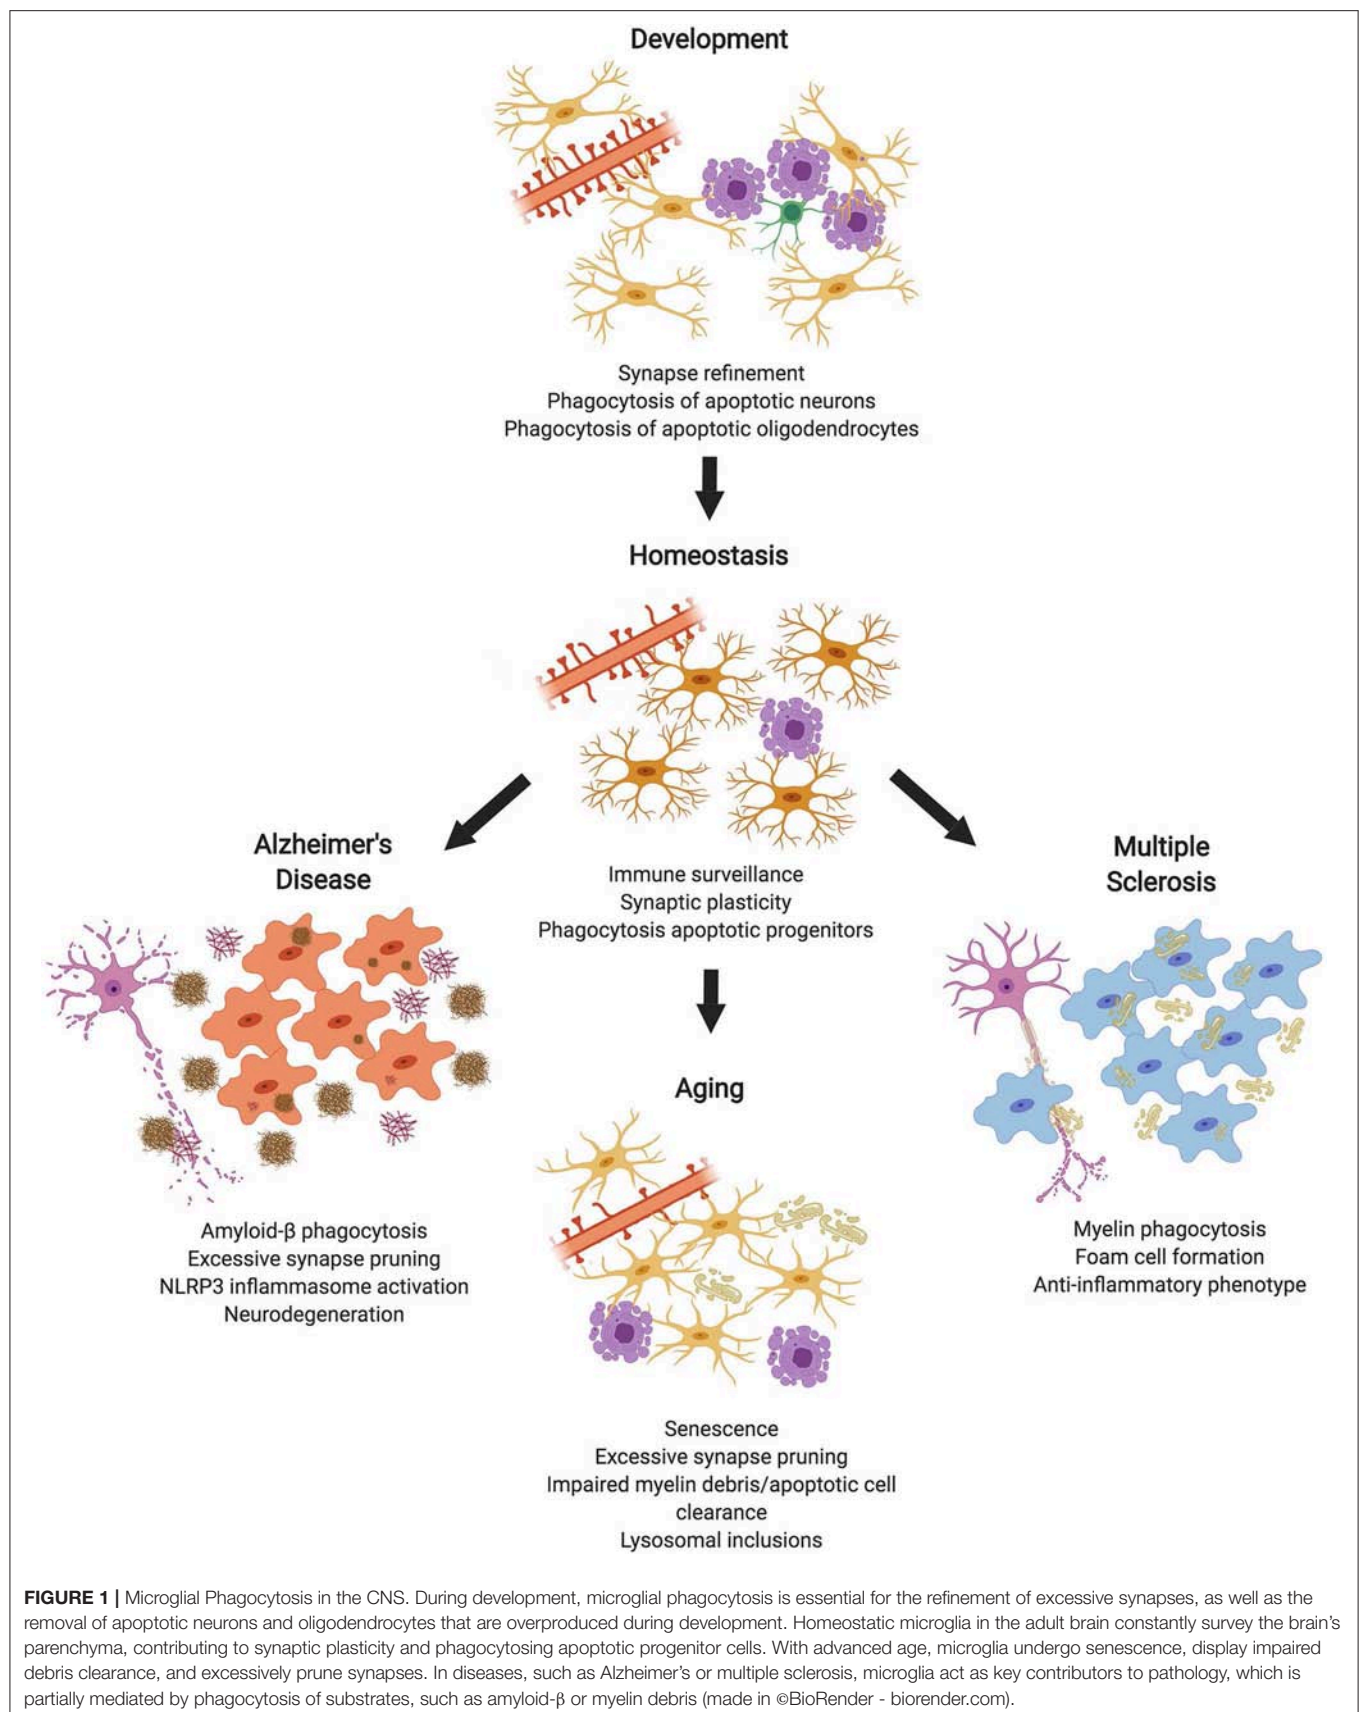 Development
Synapse refinement
Phagocytosis of apoptotic neurons
Phagocytosis of apoptotic oligodendrocytes
Homeostasis
Immune surveillance
Synaptic plasticity
Phagocytosis apoptotic progenitors
Alzheimer's
Disease
Amyloid-β phagocytosis
Excessive synapse pruning
NLRP3 inflammasome activation
Neurodegeneration
Multiple
Sclerosis
Myelin phagocytosis
Foam cell formation
Anti-inflammatory phenotype
Aging
Senescence
Excessive synapse pruning
Impaired myelin debris/apoptotic cell
clearance
Lysosomal inclusions
FIGURE 1 | Microglial Phagocytosis in the CNS. During development, microglial phagocytosis is essential for the refinement of excessive synapses, as well as the
removal of apoptotic neurons and oligodendrocytes that are overproduced during development. Homeostatic microglia in the adult brain constantly survey the brain's
parenchyma, contributing to synaptic plasticity and phagocytosing apoptotic progenitor cells. With advanced age, microglia undergo senescence, display impaired
debris clearance, and excessively prune synapses. In diseases, such as Alzheimer's or multiple sclerosis, microglia act as key contributors to pathology, which is
partially mediated by phagocytosis of substrates, such as amyloid-β or myelin debris (made in ©BioRender - biorender.com).